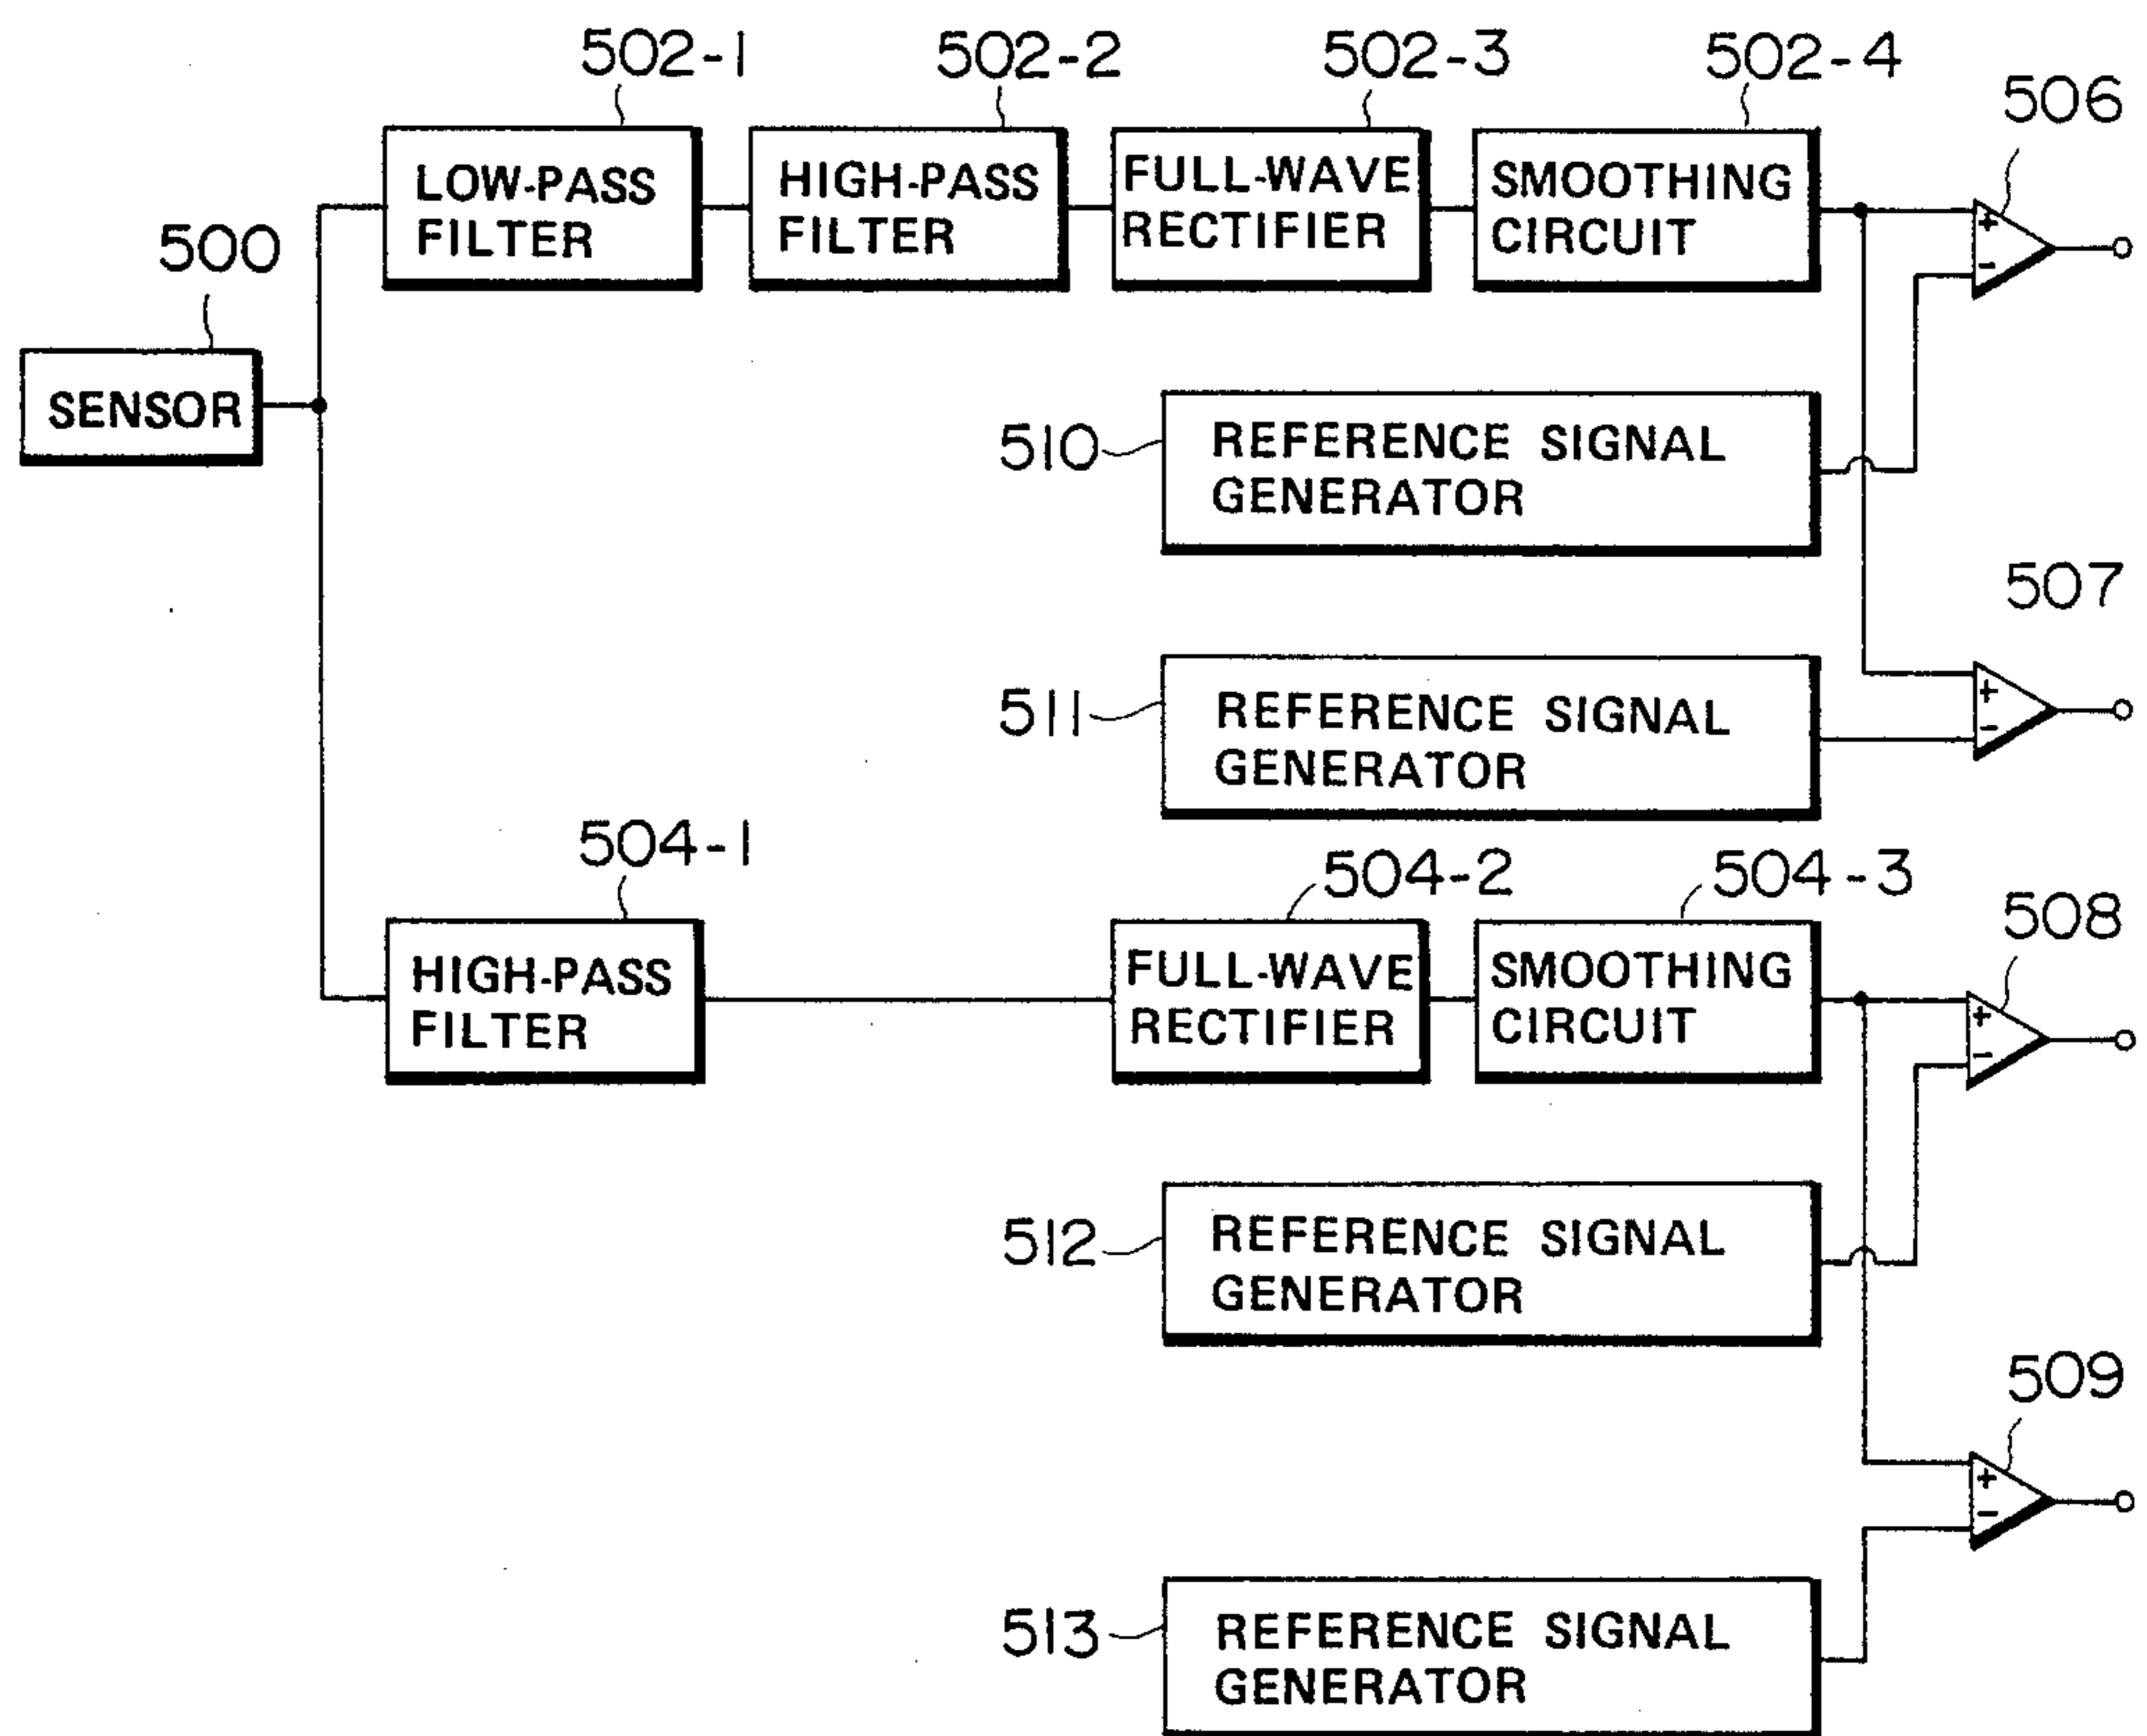 502-1
502-2
502-3
502-4
506
LOW-PASS
FILTER
HIGH-PASS
FILTER
FULL-WAVE
RECTIFIER
SMOOTHING
CIRCUIT
+
-
500
SENSOR
510
REFERENCE SIGNAL
GENERATOR
507
511
REFERENCE SIGNAL
GENERATOR
+
-
504-1
504-2
504-3
508
HIGH-PASS
FILTER
FULL-WAVE
RECTIFIER
SMOOTHING
CIRCUIT
+
-
512
REFERENCE SIGNAL
GENERATOR
509
+
-
513
REFERENCE SIGNAL
GENERATOR